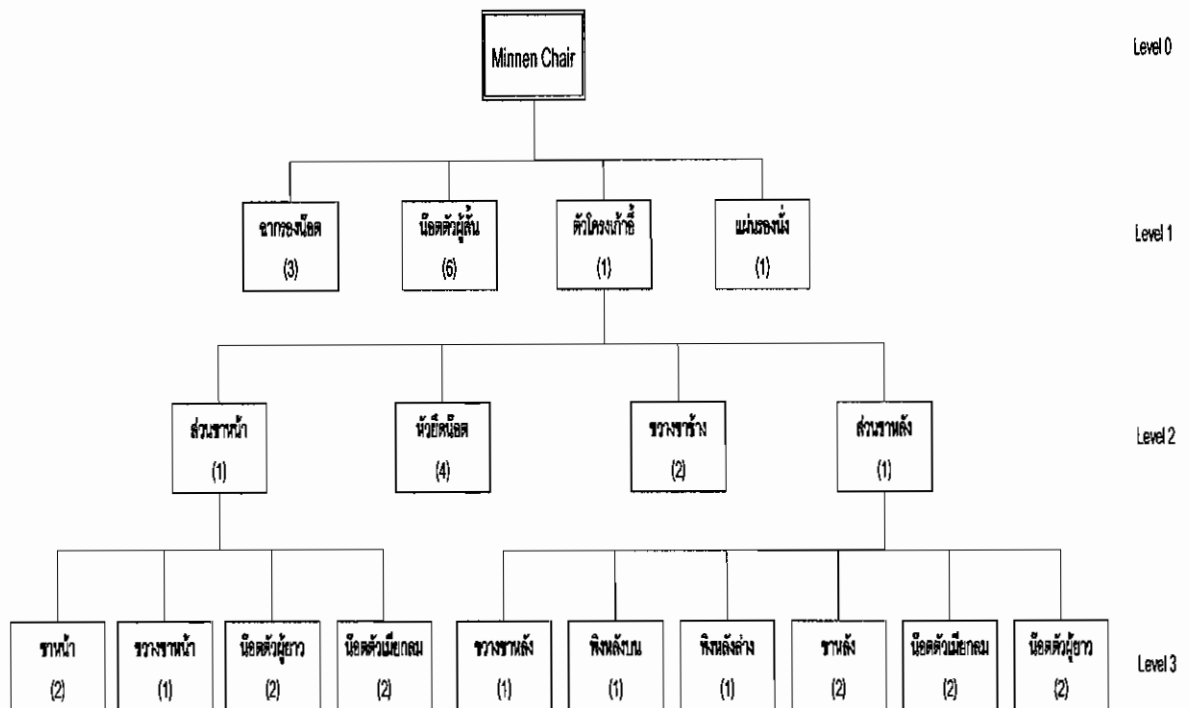 Minnen Chair
Level 0
ฉากรองน๊อต
(3)
น๊อตตัวผู้สั้น
(6)
ตัวโครงเก้าอี้
(1)
แผ่นรองนั่ง
(1)
Level 1
ส่วนขาหน้า
(1)
หัวยึดน๊อต
(4)
ขวางขาข้าง
(2)
ส่วนขาหลัง
(1)
Level 2
ขาหน้า
(2)
ขวางขาหน้า
(1)
น๊อตตัวผู้ยาว
(2)
น๊อตตัวเมียกลม
(2)
ขวางขาหลัง
(1)
พิงหลังบน
(1)
พิงหลังล่าง
(1)
ขาหลัง
(2)
น๊อตตัวเมียกลม
(2)
น๊อตตัวผู้ยาว
(2)
Level 3